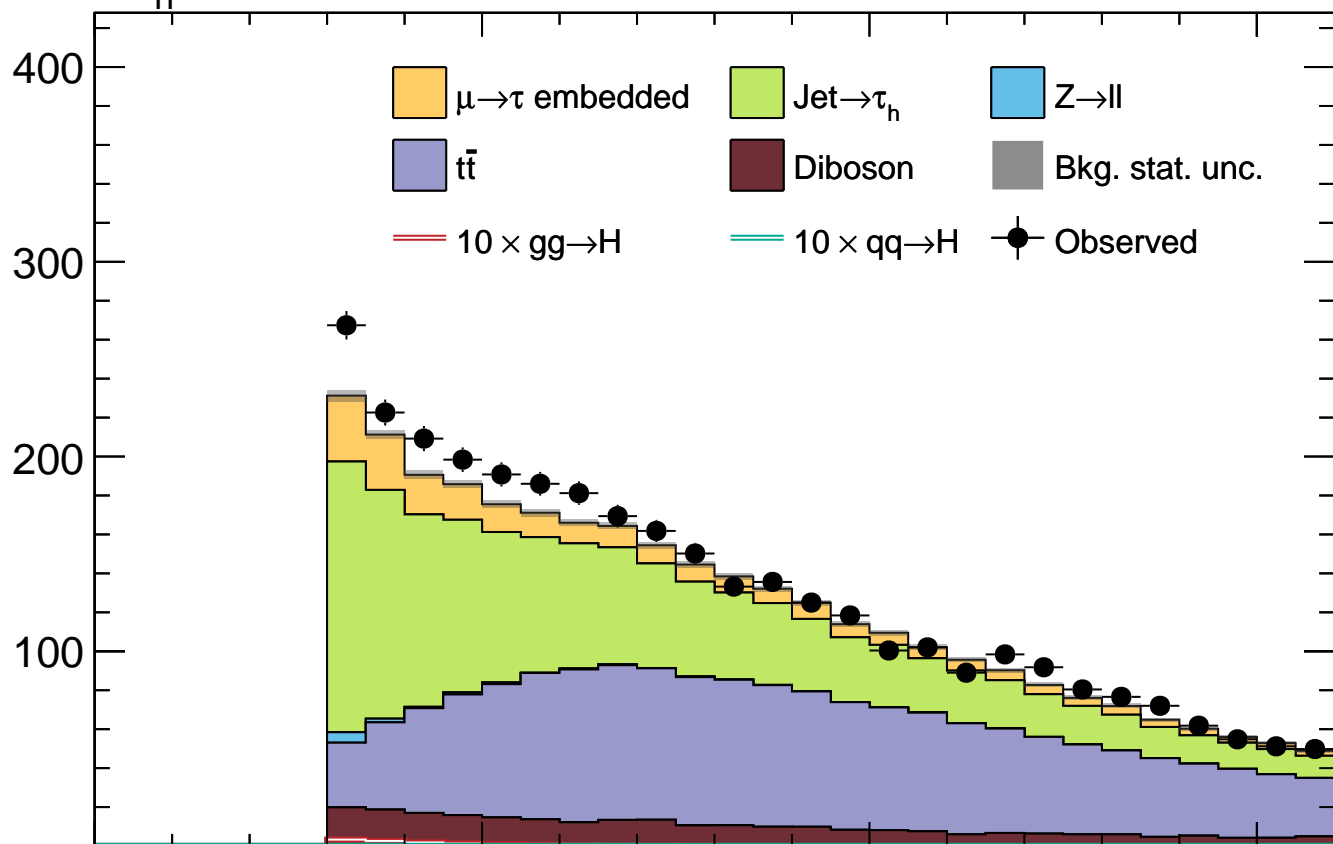 400
μ→τ embedded Jet→τh Z→ll
tt̄ Diboson Bkg. stat. unc.
10 × gg→H 10 × qq→H Observed
300
200
100